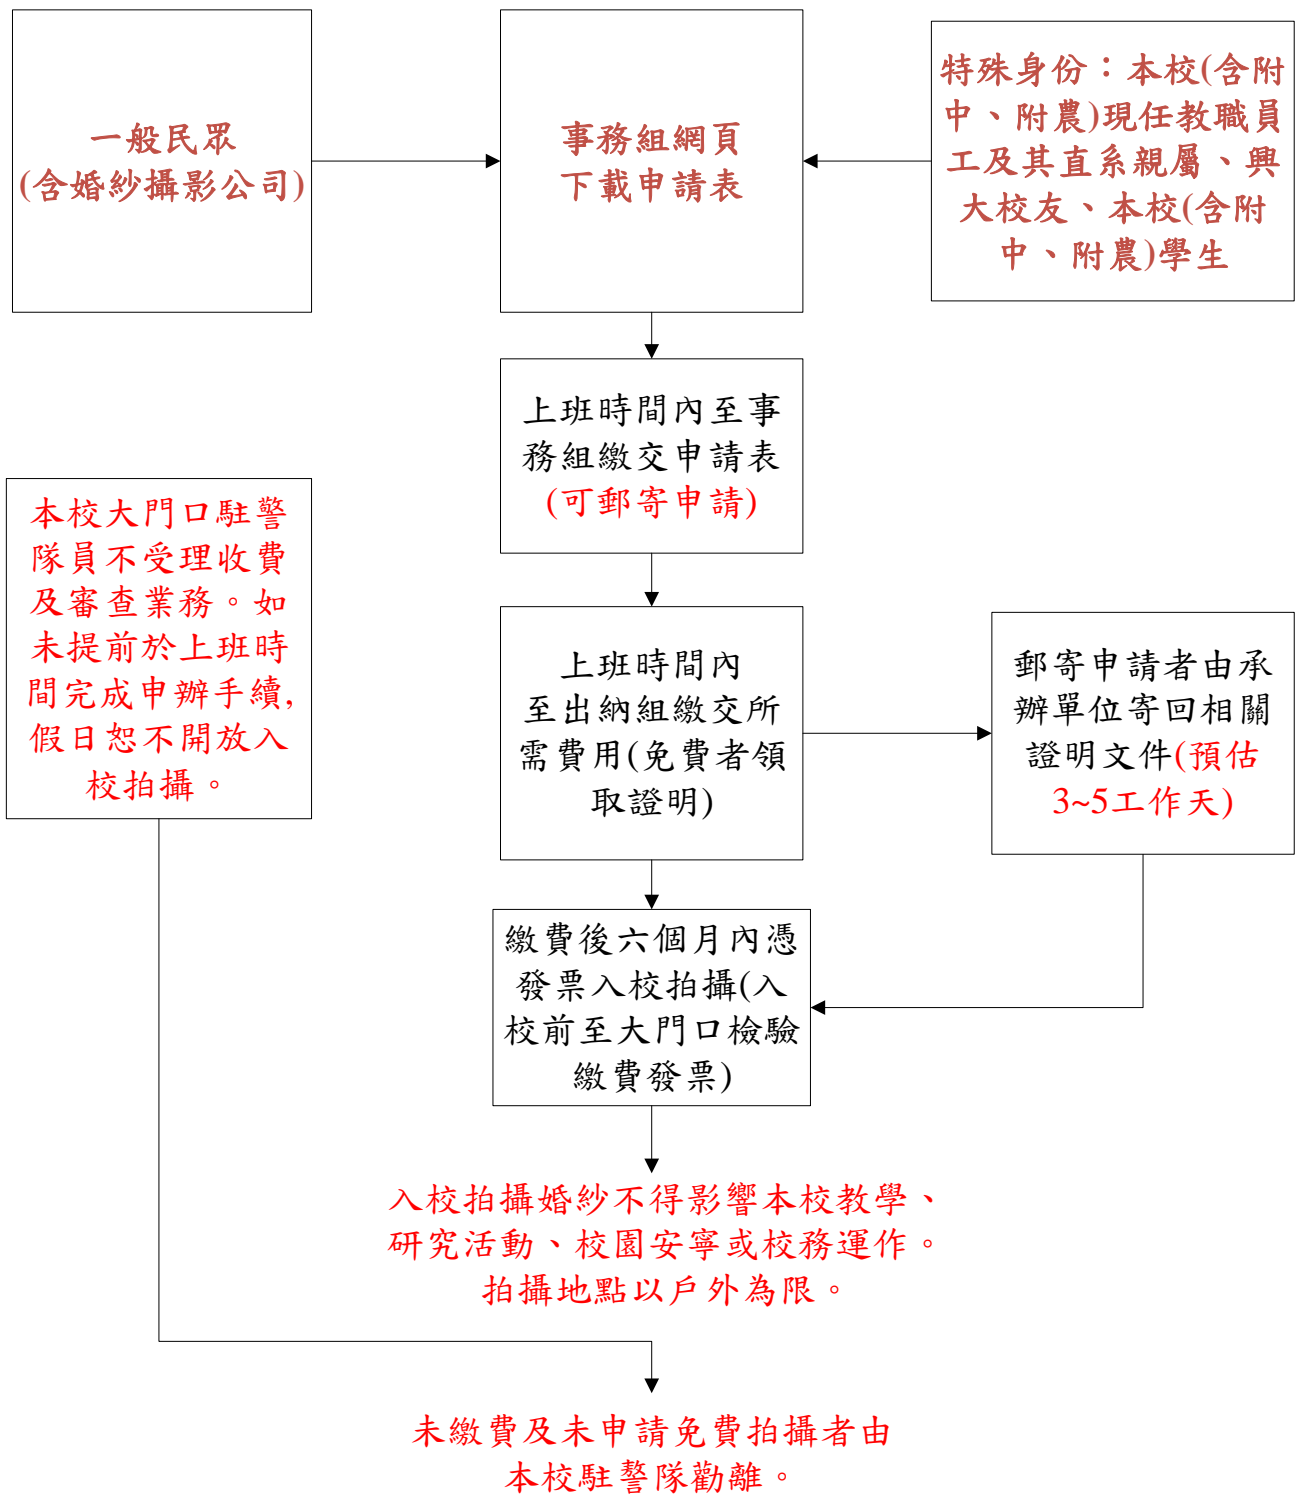 一般民眾
(含婚紗攝影公司)
事務組網頁
下載申請表
特殊身份：本校(含附
中、附農)現任教職員
工及其直系親屬、興
大校友、本校(含附
中、附農)學生
上班時間內至事
務組繳交申請表
(可郵寄申請)
本校大門口駐警
隊員不受理收費
及審查業務。如
未提前於上班時
間完成申辦手續,
假日恕不開放入
校拍攝。
上班時間內
至出納組繳交所
需費用(免費者領
取證明)
郵寄申請者由承
辦單位寄回相關
證明文件(預估
3~5工作天)
繳費後六個月內憑
發票入校拍攝(入
校前至大門口檢驗
繳費發票)
入校拍攝婚紗不得影響本校教學、
研究活動、校園安寧或校務運作。
拍攝地點以戶外為限。
未繳費及未申請免費拍攝者由
本校駐警隊勸離。